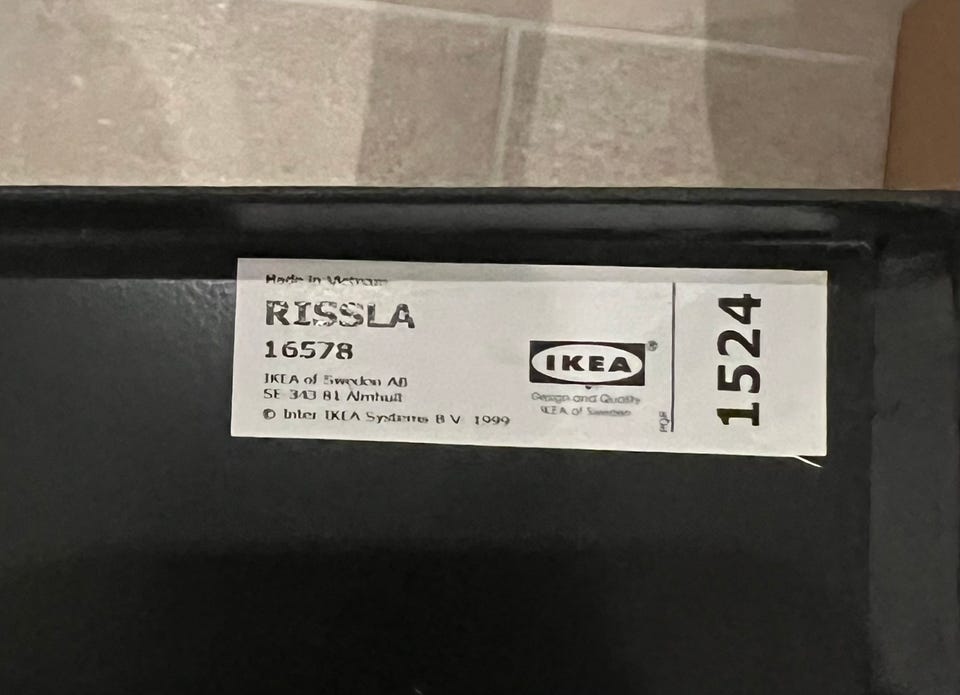 Made in Vietnam
RISSLA
16578
IKEA of Sweden AB
SE 343 81 Älmhult
© Inter IKEA Systems B V 1999
IKEA®
Design and Quality
IKEA of Sweden
1524